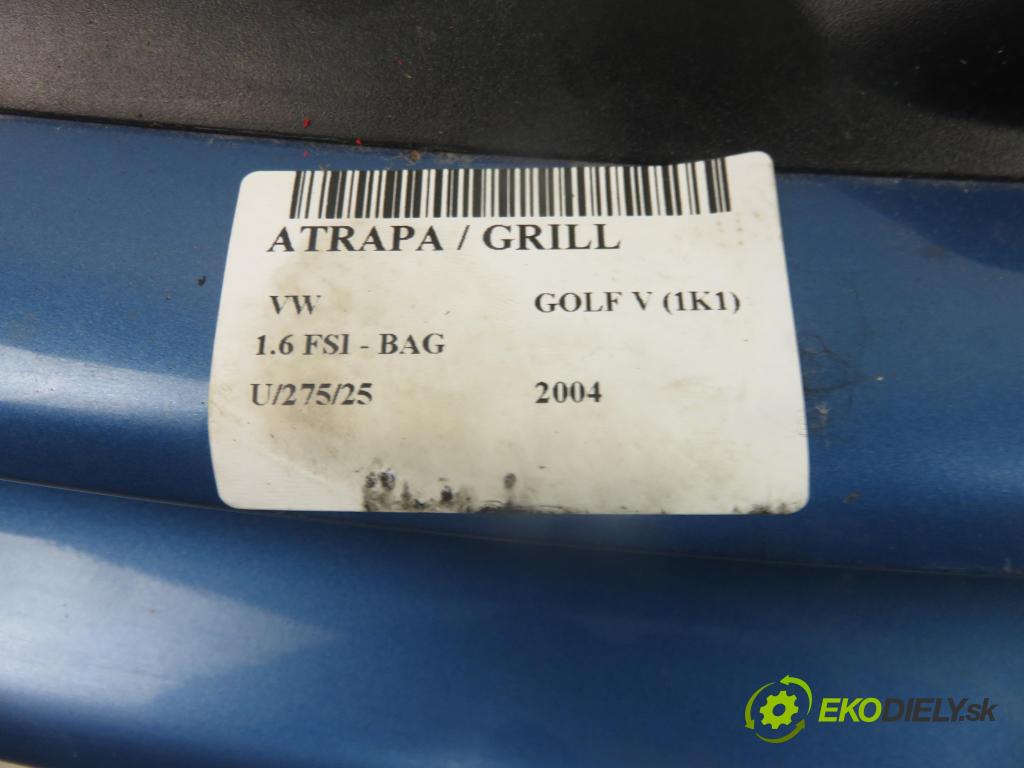 ATRAPA / GRILL
VW GOLF V (1K1)
1.6 FSI - BAG
U/275/25 2004
EKODIELY.sk